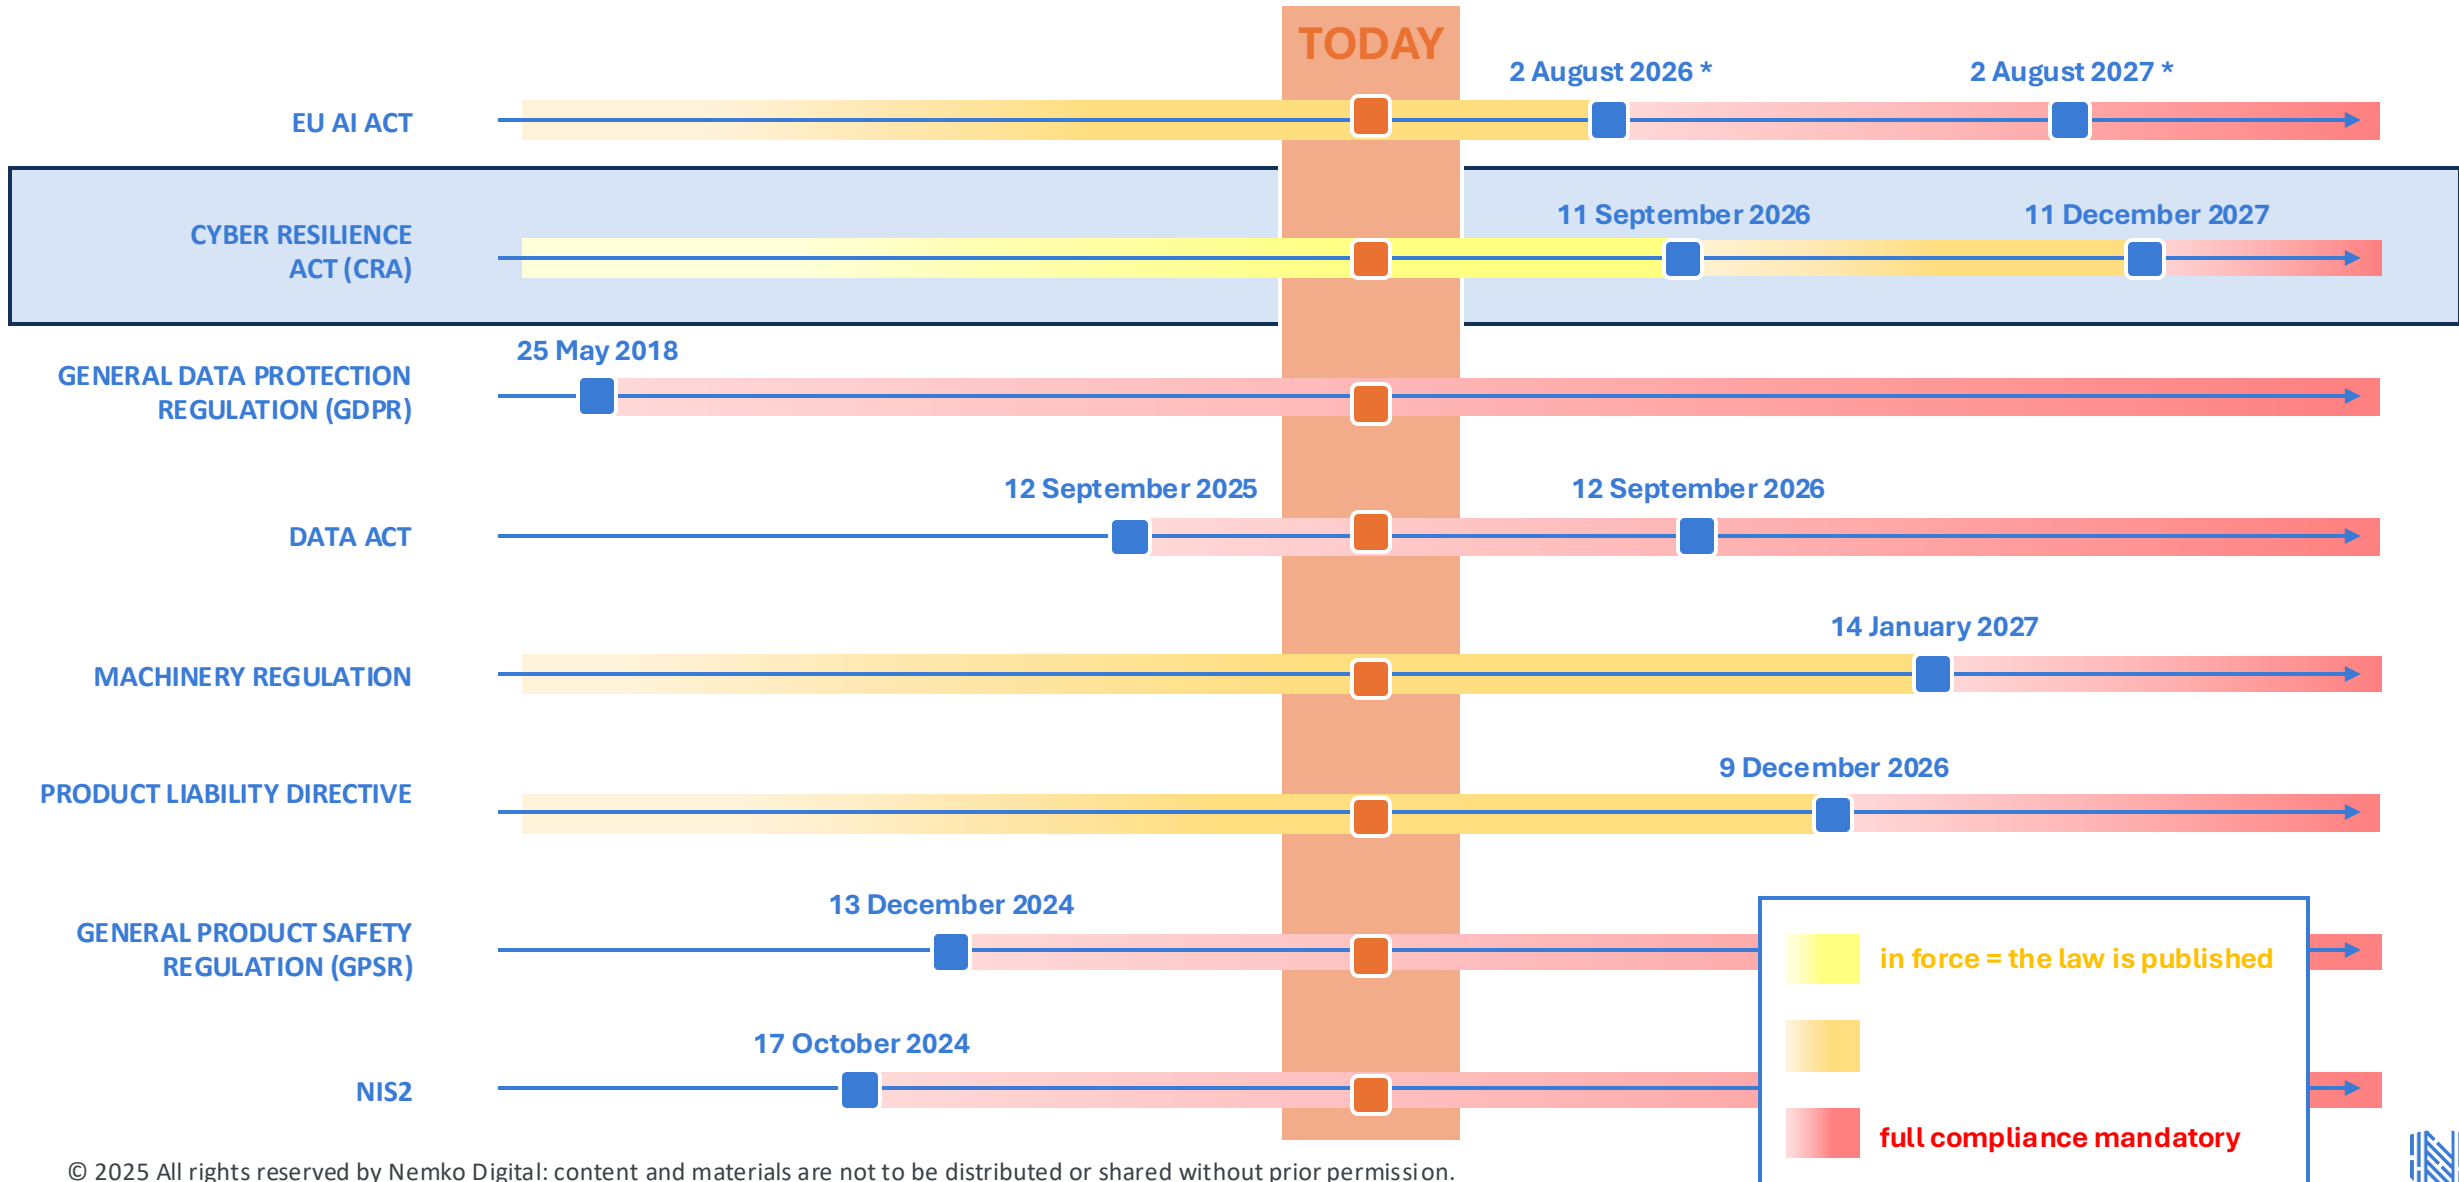 TODAY
2 August 2026 *
2 August 2027 *
EU AI ACT
11 September 2026
11 December 2027
CYBER RESILIENCE
ACT (CRA)
25 May 2018
GENERAL DATA PROTECTION
REGULATION (GDPR)
12 September 2025
12 September 2026
DATA ACT
14 January 2027
MACHINERY REGULATION
9 December 2026
PRODUCT LIABILITY DIRECTIVE
13 December 2024
GENERAL PRODUCT SAFETY
REGULATION (GPSR)
in force = the law is published
17 October 2024
NIS2
full compliance mandatory
© 2025 All rights reserved by Nemko Digital: content and materials are not to be distributed or shared without prior permission.